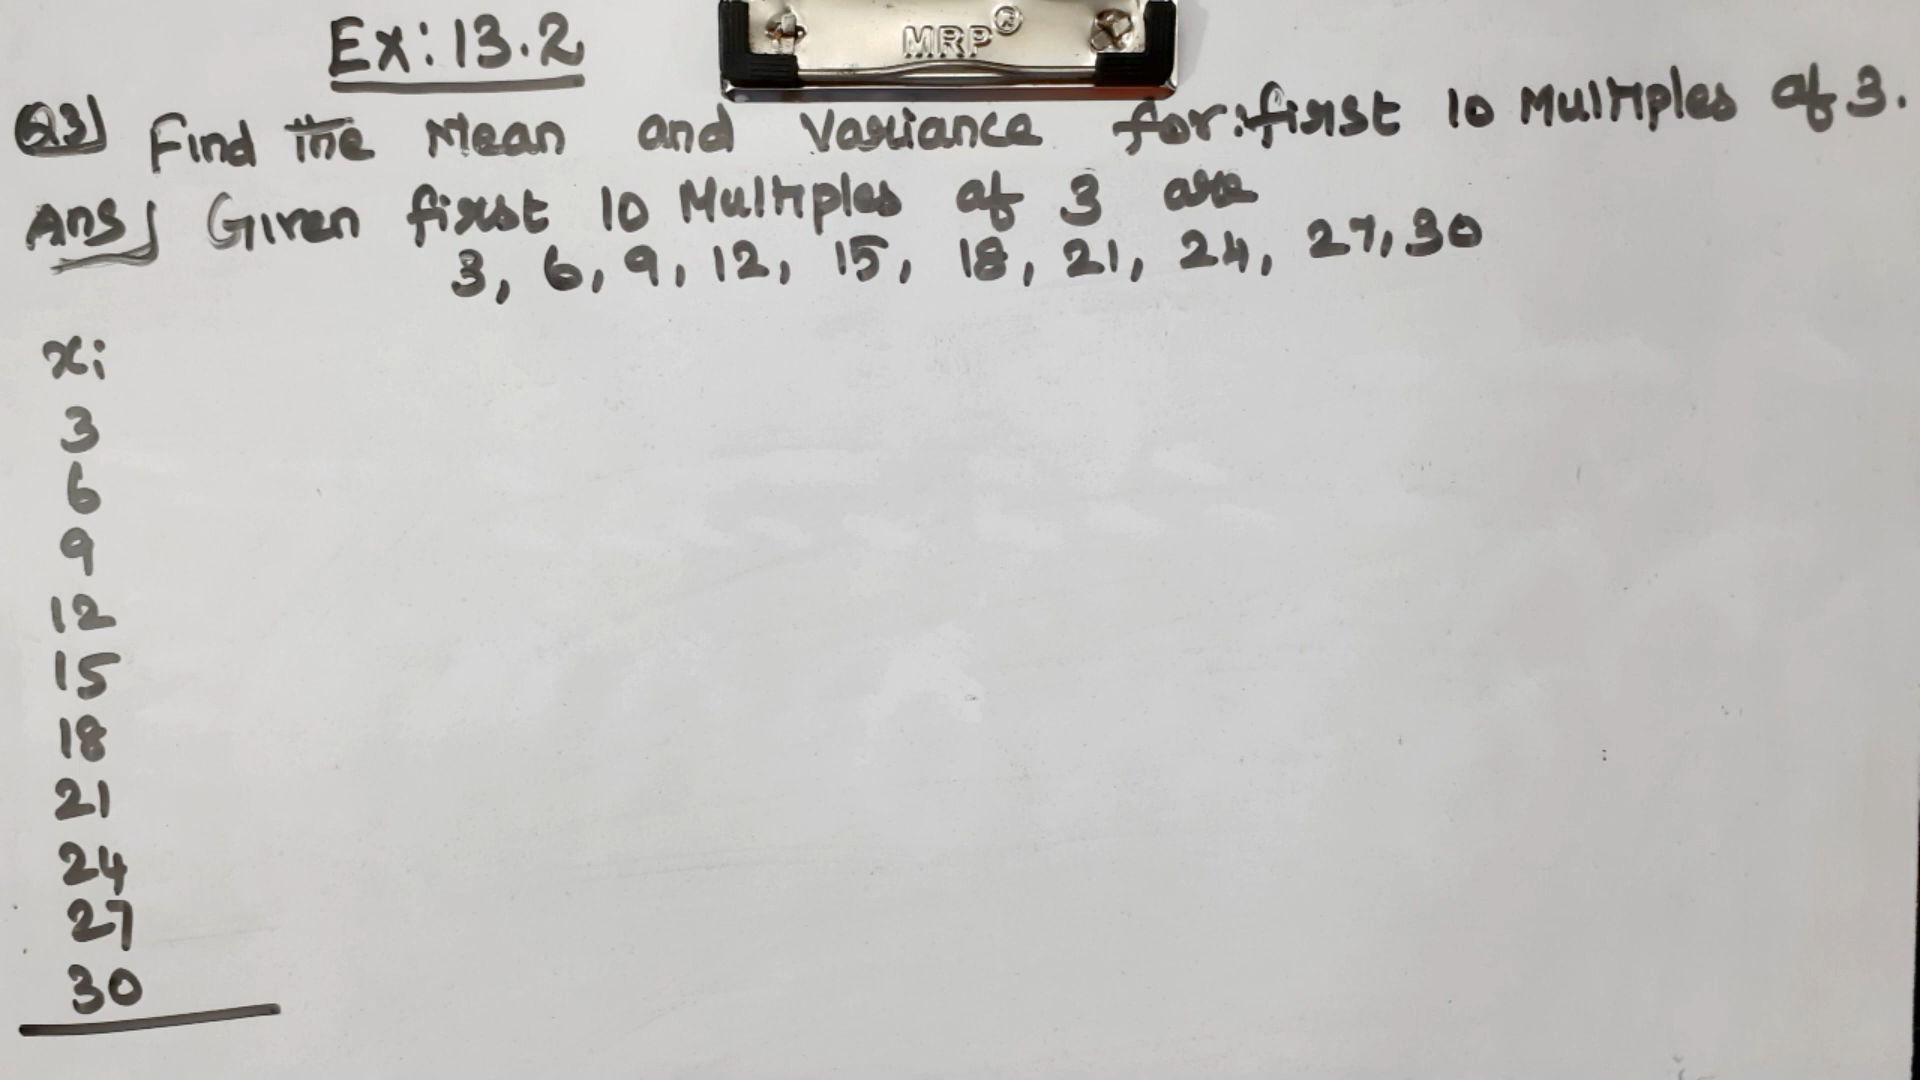 Ex: 13.2
MRP®
Q3) Find the Mean and Variance for: first 10 Multiples of 3.
Ans) Given first 10 Multiples of 3 are
3, 6, 9, 12, 15, 18, 21, 24, 27, 30
xi
3
6
9
12
15
18
21
24
27
30